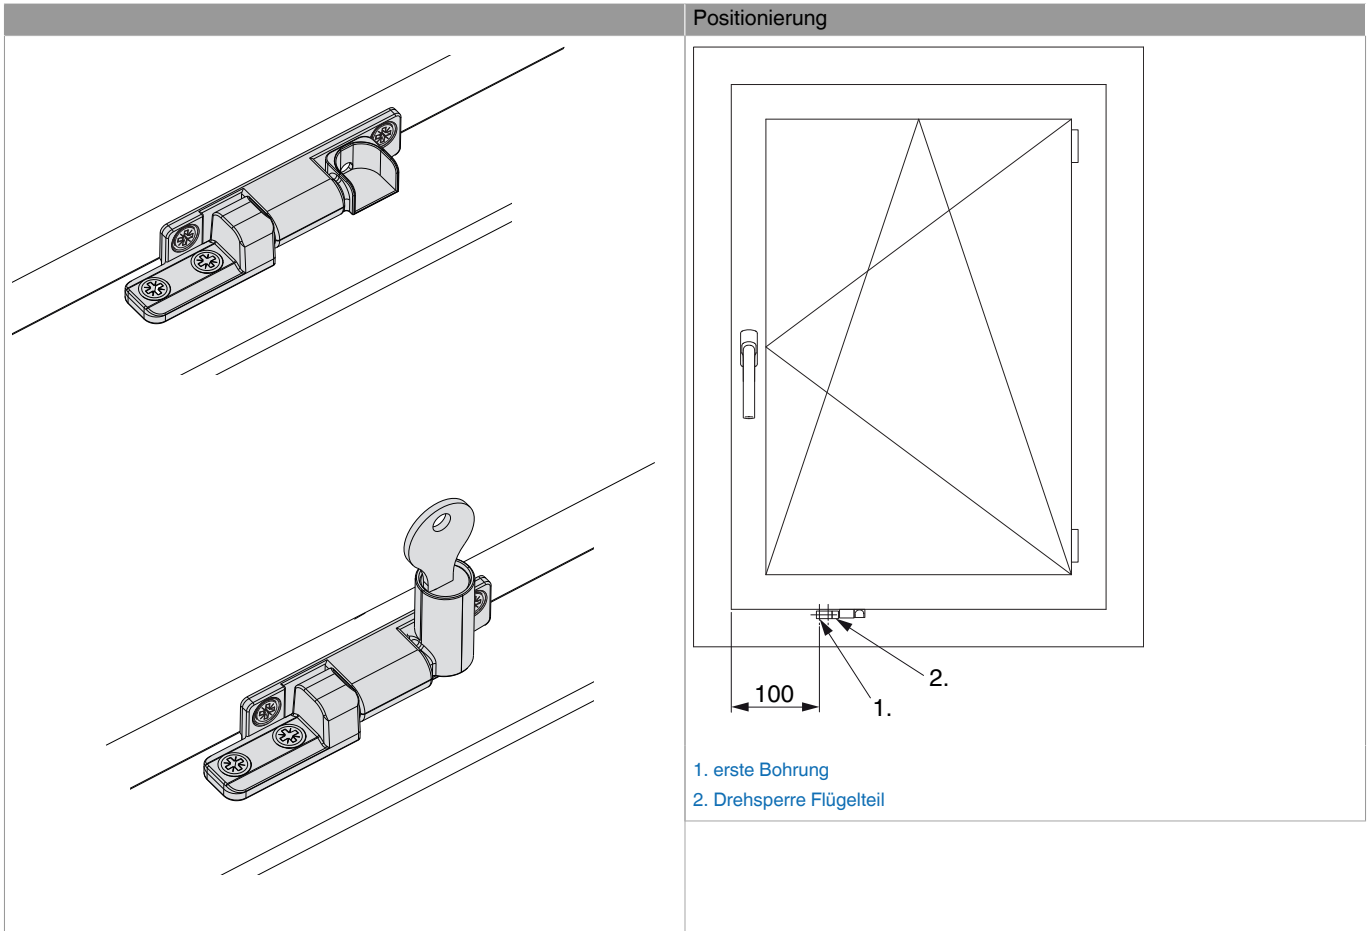 Positionierung
2.
100
1.
1. erste Bohrung
2. Drehsperre Flügelteil